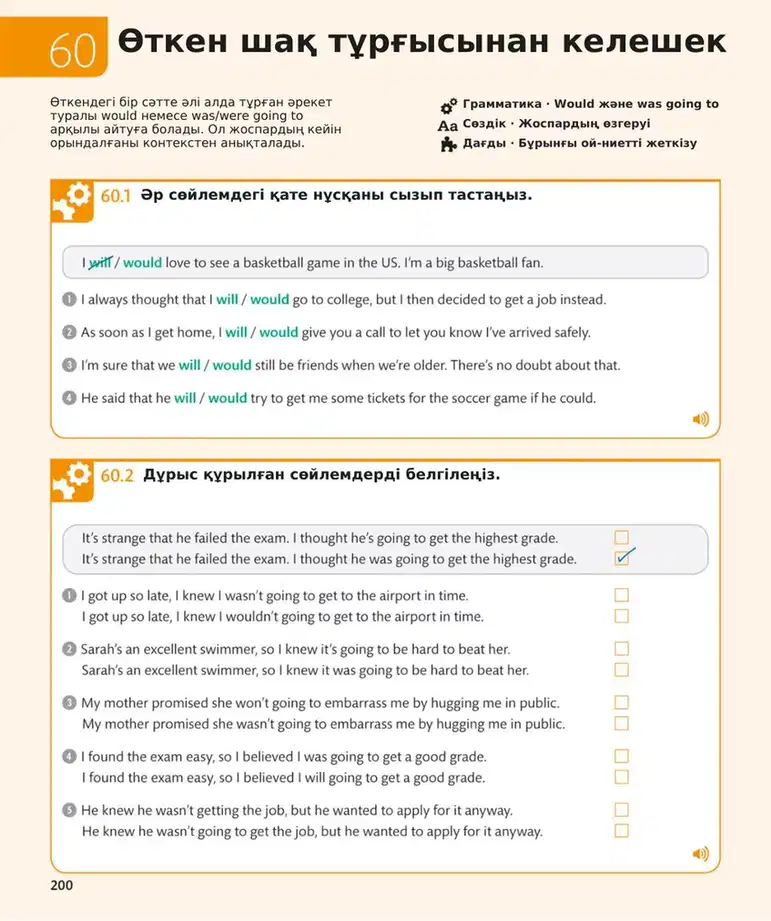 60 Өткен шақ тұрғысынан келешек
Өткендегі бір сәтте әлі алда тұрған әрекет
туралы would немесе was/were going to
арқылы айтуға болады. Ол жоспардың кейін
орындалғаны контекстен анықталады.
Грамматика · Would және was going to
Aa Сөздік · Жоспардың өзгеруі
Дағды · Бұрынғы ой-ниетті жеткізу
60.1 Әр сөйлемдегі қате нұсқаны сызып тастаңыз.
I will / would love to see a basketball game in the US. I'm a big basketball fan.
1 I always thought that I will / would go to college, but I then decided to get a job instead.
2 As soon as I get home, I will / would give you a call to let you know I've arrived safely.
3 I'm sure that we will / would still be friends when we're older. There's no doubt about that.
4 He said that he will / would try to get me some tickets for the soccer game if he could.
60.2 Дұрыс құрылған сөйлемдерді белгілеңіз.
It's strange that he failed the exam. I thought he's going to get the highest grade.
It's strange that he failed the exam. I thought he was going to get the highest grade.
1 I got up so late, I knew I wasn't going to get to the airport in time.
I got up so late, I knew I wouldn't going to get to the airport in time.
2 Sarah's an excellent swimmer, so I knew it's going to be hard to beat her.
Sarah's an excellent swimmer, so I knew it was going to be hard to beat her.
3 My mother promised she won't going to embarrass me by hugging me in public.
My mother promised she wasn't going to embarrass me by hugging me in public.
4 I found the exam easy, so I believed I was going to get a good grade.
I found the exam easy, so I believed I will going to get a good grade.
5 He knew he wasn't getting the job, but he wanted to apply for it anyway.
He knew he wasn't going to get the job, but he wanted to apply for it anyway.
200